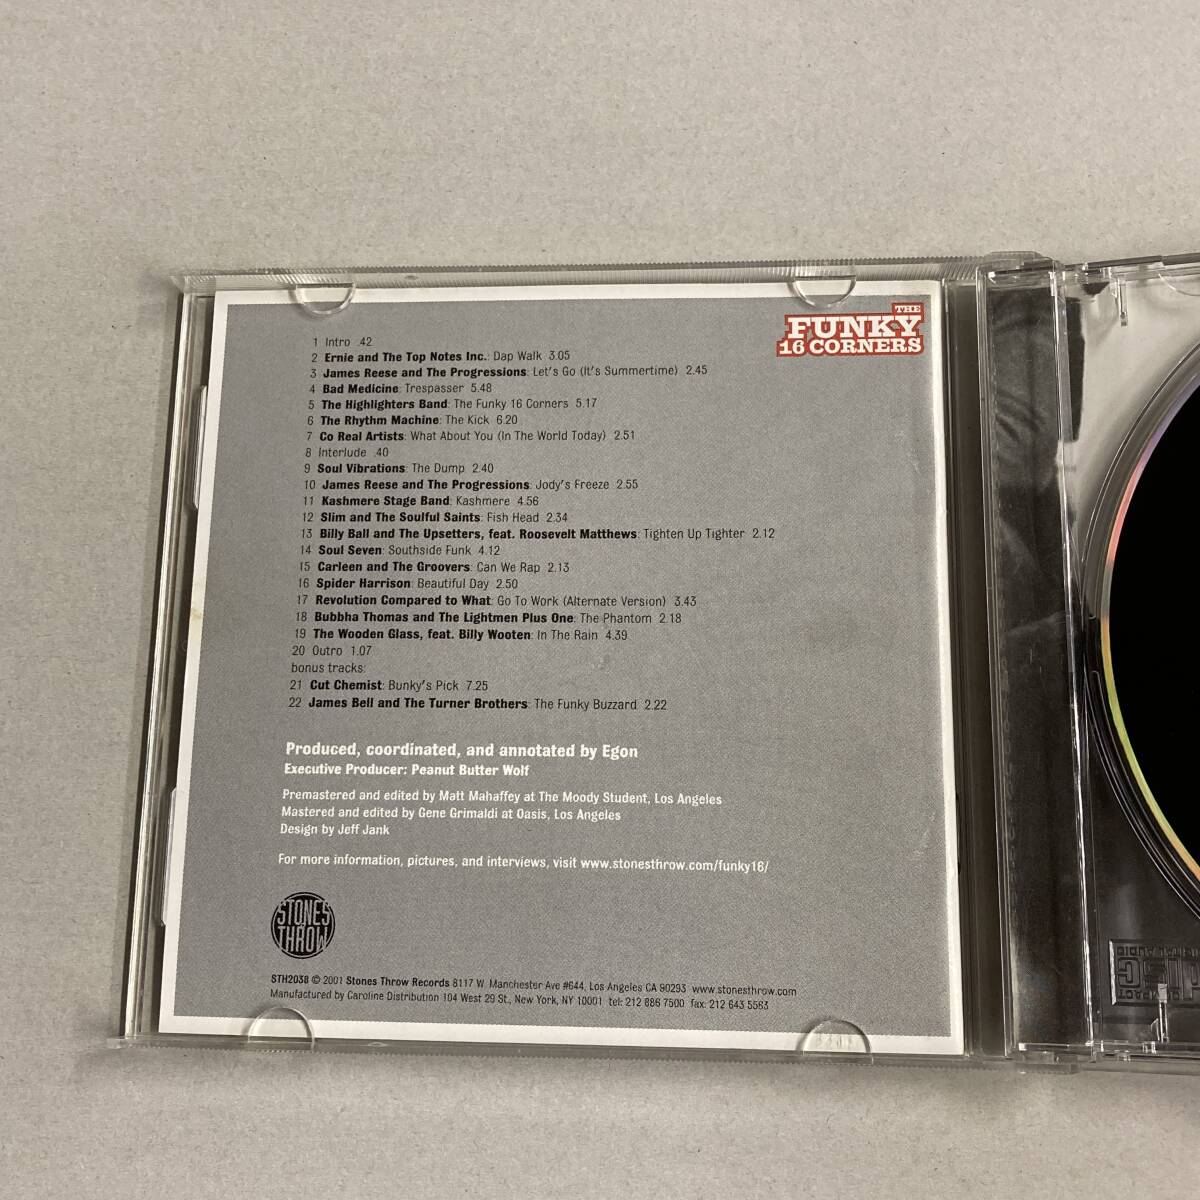 THE
FUNKY
16 CORNERS
1 Intro .42
2 Ernie and The Top Notes Inc.: Dap Walk 3.05
3 James Reese and The Progressions: Let's Go (It's Summertime) 2.45
4 Bad Medicine: Trespasser 5.48
5 The Highlighters Band: The Funky 16 Corners 5.17
6 The Rhythm Machine: The Kick 6.20
7 Co Real Artists: What About You (In The World Today) 2.51
8 Interlude .40
9 Soul Vibrations: The Dump 2.40
10 James Reese and The Progressions: Jody's Freeze 2.55
11 Kashmere Stage Band: Kashmere 4.56
12 Slim and The Soulful Saints: Fish Head 2.34
13 Billy Ball and The Upsetters, feat. Roosevelt Matthews: Tighten Up Tighter 2.12
14 Soul Seven: Southside Funk 4.12
15 Carleen and The Groovers: Can We Rap 2.13
16 Spider Harrison: Beautiful Day 2.50
17 Revolution Compared to What: Go To Work (Alternate Version) 3.43
18 Bubbha Thomas and The Lightmen Plus One: The Phantom 2.18
19 The Wooden Glass, feat. Billy Wooten: In The Rain 4.39
20 Outro 1.07
bonus tracks:
21 Cut Chemist: Bunky's Pick 7.25
22 James Bell and The Turner Brothers: The Funky Buzzard 2.22
Produced, coordinated, and annotated by Egon
Executive Producer: Peanut Butter Wolf
Premastered and edited by Matt Mahaffey at The Moody Student, Los Angeles
Mastered and edited by Gene Grimaldi at Oasis, Los Angeles
Design by Jeff Jank
For more information, pictures, and interviews, visit www.stonesthrow.com/funky16/
STONES
THROW
STH2038 © 2001 Stones Throw Records 8117 W. Manchester Ave #644, Los Angeles CA 90293 www.stonesthrow.com
Manufactured by Caroline Distribution 104 West 29 St., New York, NY 10001 tel: 212 886 7500 fax: 212 643 5563
COMPACT
DIGITAL AUDIO